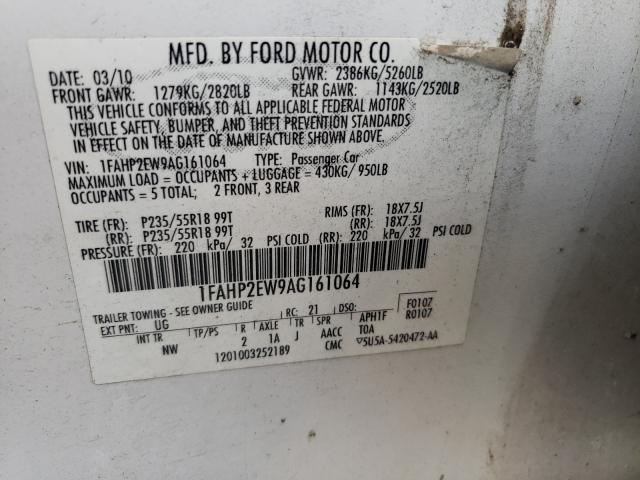 MFD. BY FORD MOTOR CO.
DATE: 03/10 GVWR: 2386KG/5260LB
FRONT GAWR: 1279KG/2820LB REAR GAWR: 1143KG/2520LB
THIS VEHICLE CONFORMS TO ALL APPLICABLE FEDERAL MOTOR
VEHICLE SAFETY, BUMPER, AND THEFT PREVENTION STANDARDS
IN EFFECT ON THE DATE OF MANUFACTURE SHOWN ABOVE.
VIN: 1FAHP2EW9AG161064 TYPE: Passenger Car
MAXIMUM LOAD = OCCUPANTS + LUGGAGE = 430KG/ 950LB
OCCUPANTS = 5 TOTAL; 2 FRONT, 3 REAR
TIRE (FR): P235/55R18 99T RIMS (FR): 18X7.5J
(RR): P235/55R18 99T (RR): 18X7.5J
PRESSURE (FR): 220 kPa/ 32 PSI COLD (RR): 220 kPa/ 32 PSI COLD
1FAHP2EW9AG161064
TRAILER TOWING - SEE OWNER GUIDE F0107
EXT PNT: UG RC: 21 DSO: R0107
INT TR TP/PS R AXLE TR SPR APH1F
NW 2 1A J AACC TOA
1201003252189 CMC ▽5U5A-5420472-AA